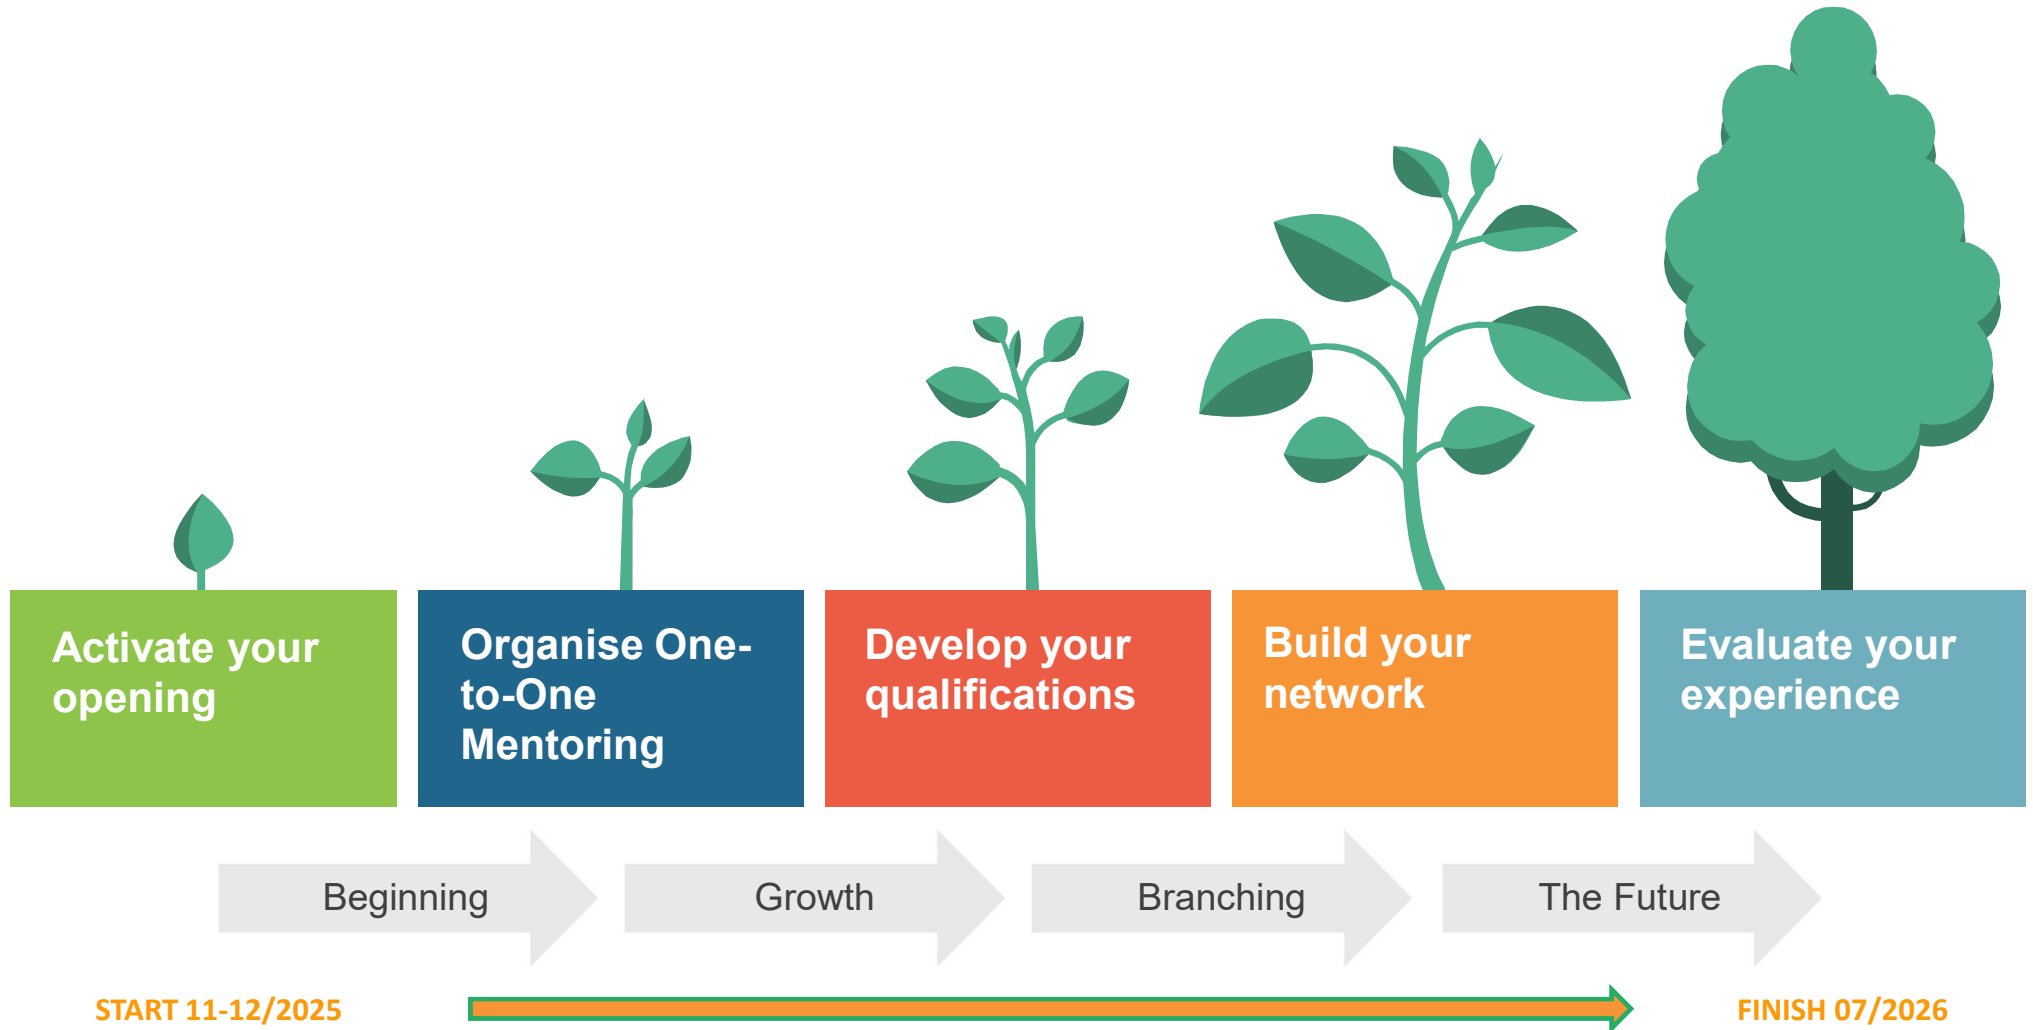 Activate your
opening
Organise One-
to-One
Mentoring
Develop your
qualifications
Build your
network
Evaluate your
experience
Beginning
Growth
Branching
The Future
START 11-12/2025
FINISH 07/2026